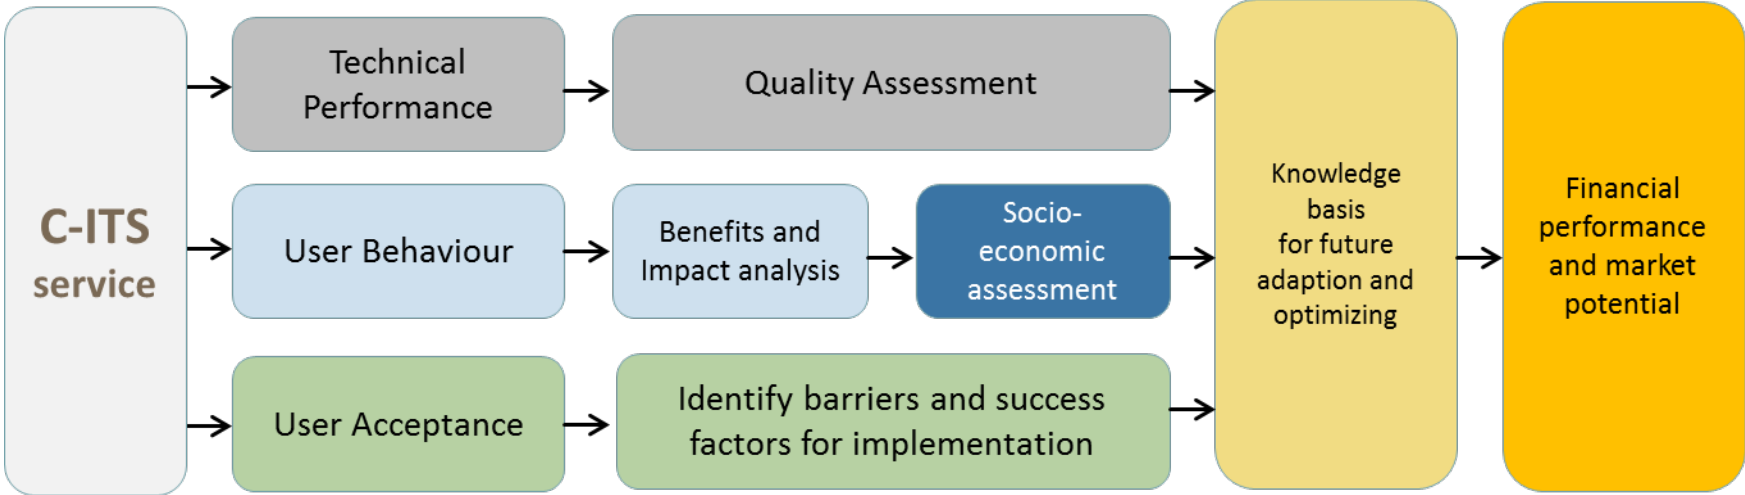 C-ITS
service
Technical
Performance
Quality Assessment
User Behaviour
Benefits and
Impact analysis
Socio-
economic
assessment
User Acceptance
Identify barriers and success
factors for implementation
Knowledge
basis
for future
adaption and
optimizing
Financial
performance
and market
potential